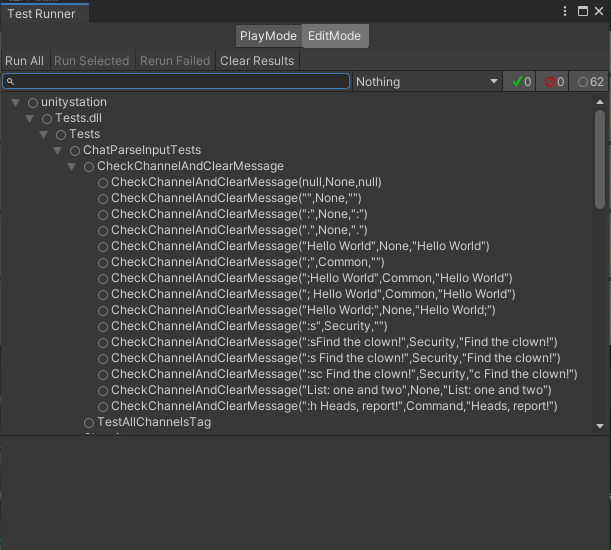 Test Runner
PlayMode EditMode
Run All Run Selected Rerun Failed Clear Results
Nothing 0 0 62
unitystation
Tests.dll
Tests
ChatParseInputTests
CheckChannelAndClearMessage
CheckChannelAndClearMessage(null,None,null)
CheckChannelAndClearMessage("",None,"")
CheckChannelAndClearMessage(":",None,":")
CheckChannelAndClearMessage(".",None,".")
CheckChannelAndClearMessage("Hello World",None,"Hello World")
CheckChannelAndClearMessage(";",Common,"")
CheckChannelAndClearMessage(";Hello World",Common,"Hello World")
CheckChannelAndClearMessage("; Hello World",Common,"Hello World")
CheckChannelAndClearMessage("Hello World;",None,"Hello World;")
CheckChannelAndClearMessage(":s",Security,"")
CheckChannelAndClearMessage(":sFind the clown!",Security,"Find the clown!")
CheckChannelAndClearMessage(":s Find the clown!",Security,"Find the clown!")
CheckChannelAndClearMessage(":sc Find the clown!",Security,"c Find the clown!")
CheckChannelAndClearMessage("List: one and two",None,"List: one and two")
CheckChannelAndClearMessage(":h Heads, report!",Command,"Heads, report!")
TestAllChannelsTag